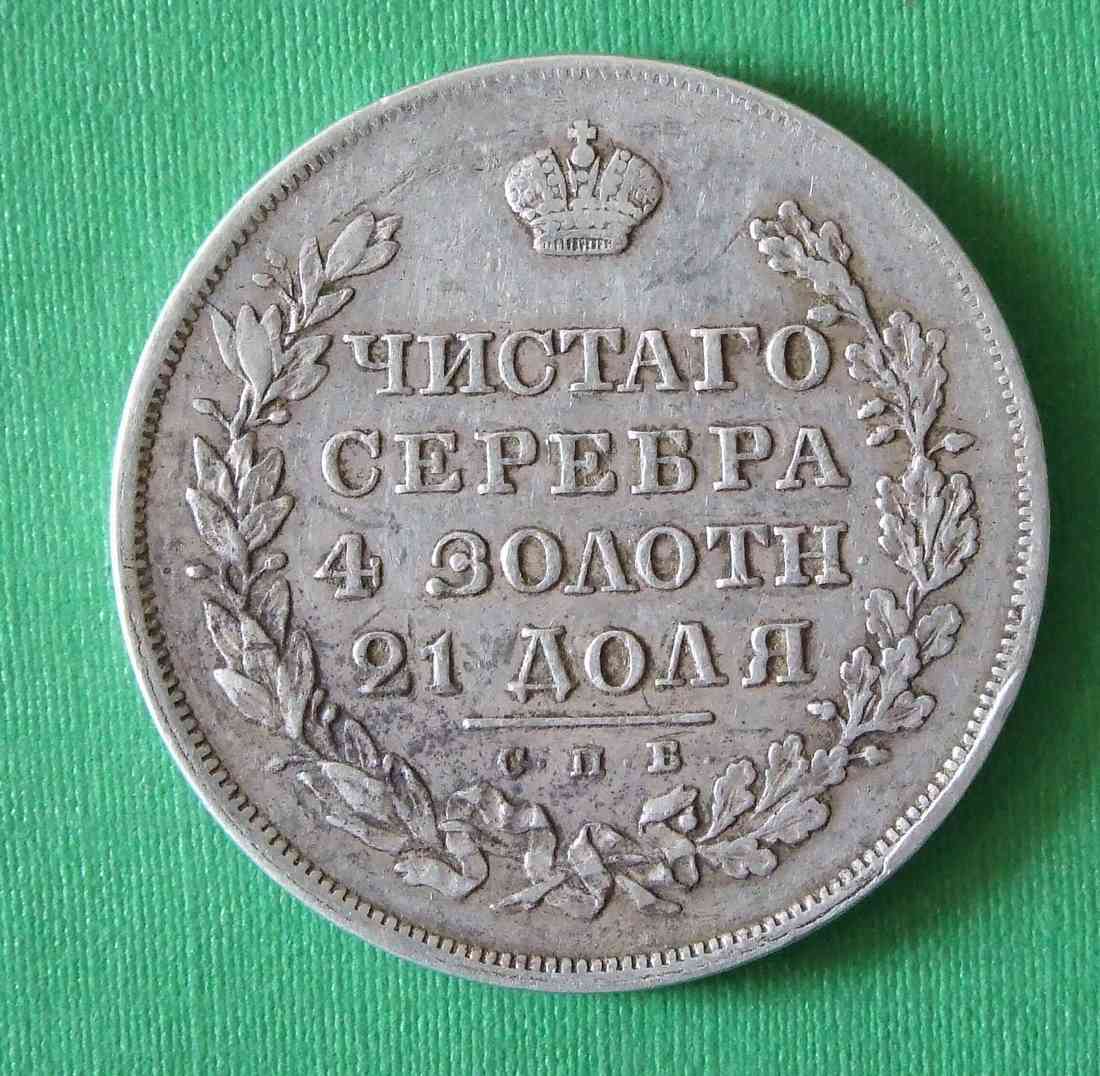 ЧИСТАГО
СЕРЕБРА
4 ЗОЛОТН
21 ДОЛЯ
С. П. Б.